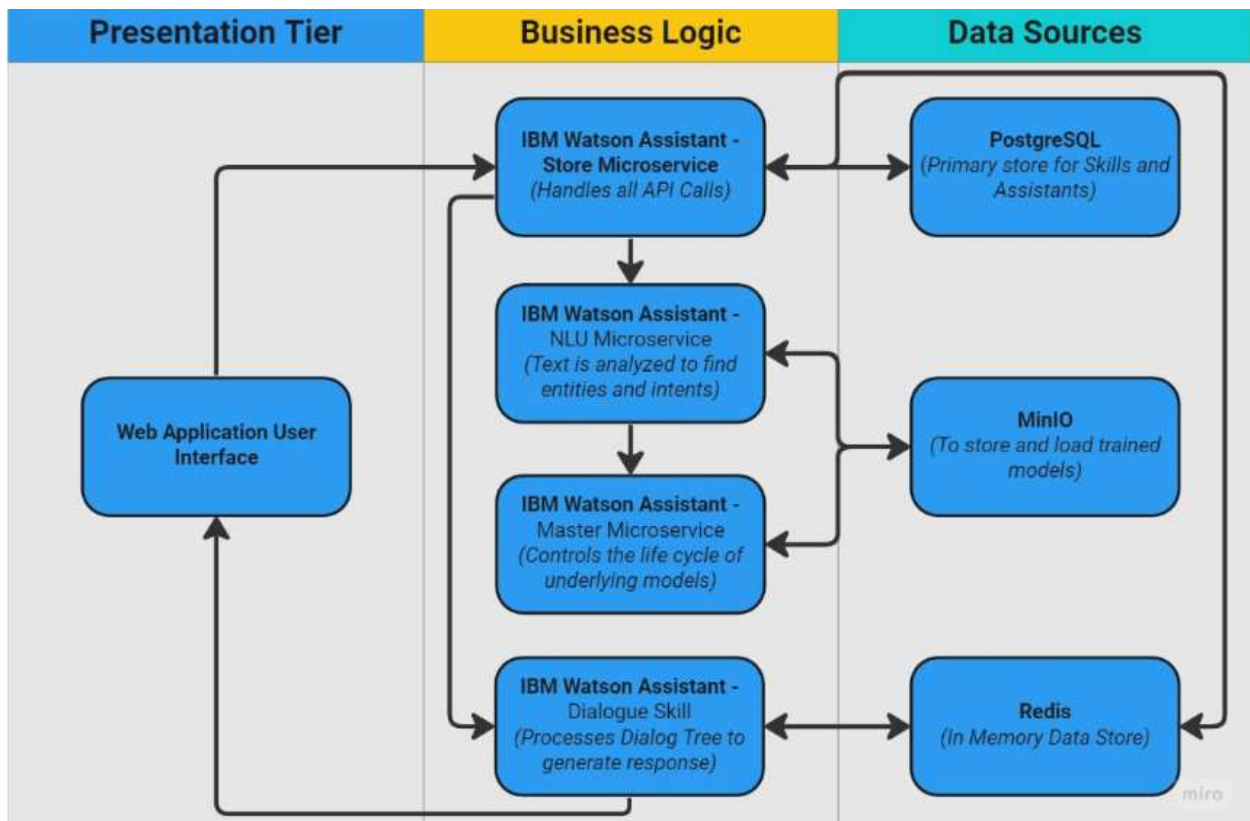 Presentation Tier
Business Logic
Data Sources
IBM Watson Assistant -
Store Microservice
(Handles all API Calls)
PostgreSQL
(Primary store for Skills and
Assistants)
IBM Watson Assistant -
NLU Microservice
(Text is analyzed to find
entities and intents)
Web Application User
Interface
MinIO
(To store and load trained
models)
IBM Watson Assistant -
Master Microservice
(Controls the life cycle of
underlying models)
IBM Watson Assistant -
Dialogue Skill
(Processes Dialog Tree to
generate response)
Redis
(In Memory Data Store)
miro